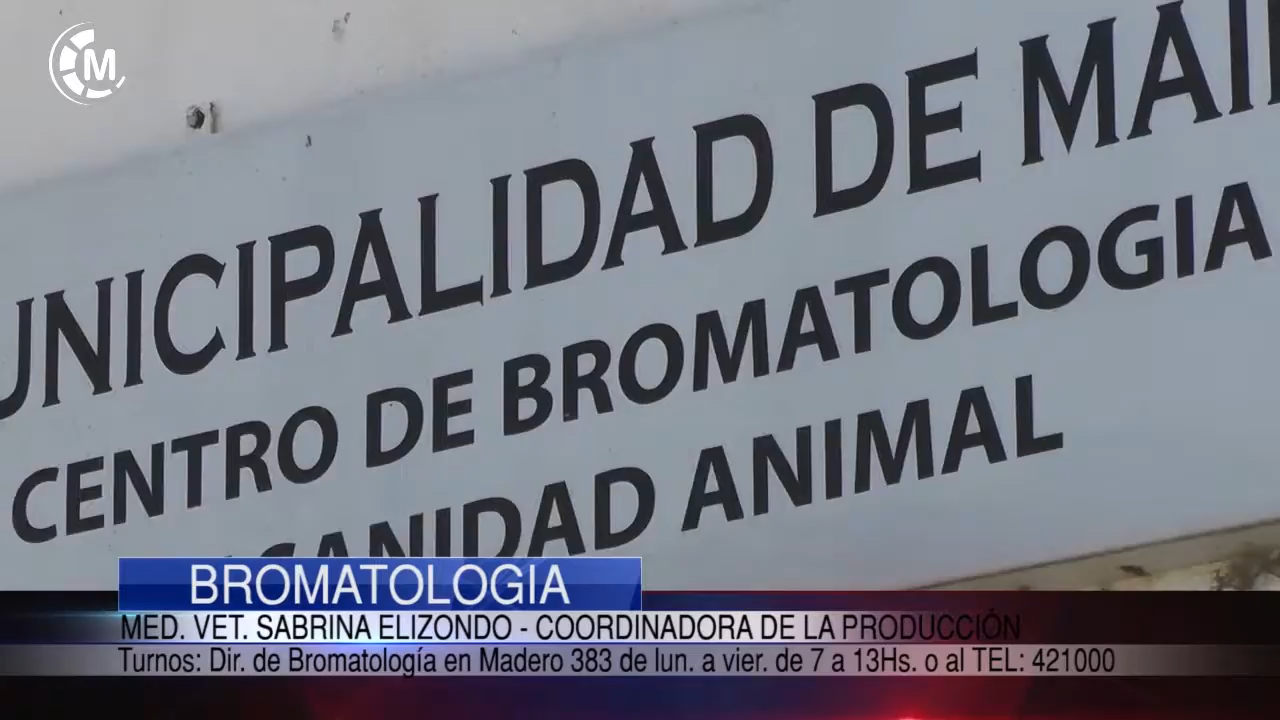 M
UNICIPALIDAD DE MAI
CENTRO DE BROMATOLOGIA
SANIDAD ANIMAL
BROMATOLOGIA
MED. VET. SABRINA ELIZONDO - COORDINADORA DE LA PRODUCCIÓN
Turnos: Dir. de Bromatología en Madero 383 de lun. a vier. de 7 a 13Hs. o al TEL: 421000